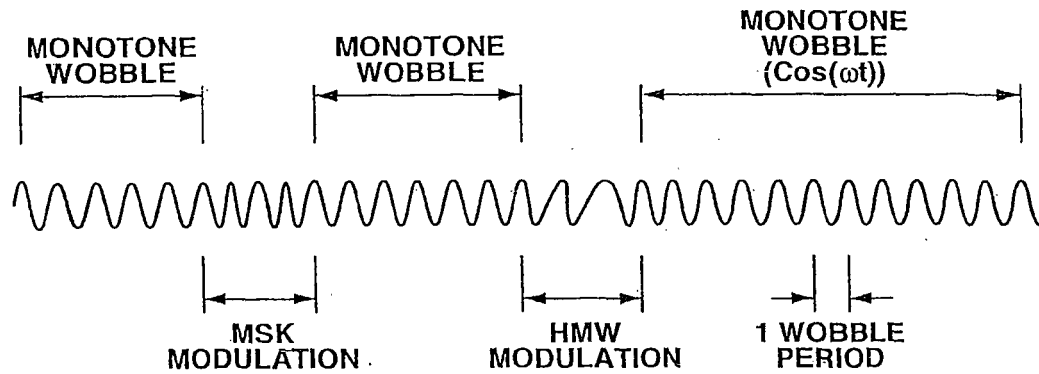 MONOTONE
WOBBLE
MONOTONE
WOBBLE
MONOTONE
WOBBLE
(Cos(ωt))
MSK
MODULATION
HMW
MODULATION
1 WOBBLE
PERIOD